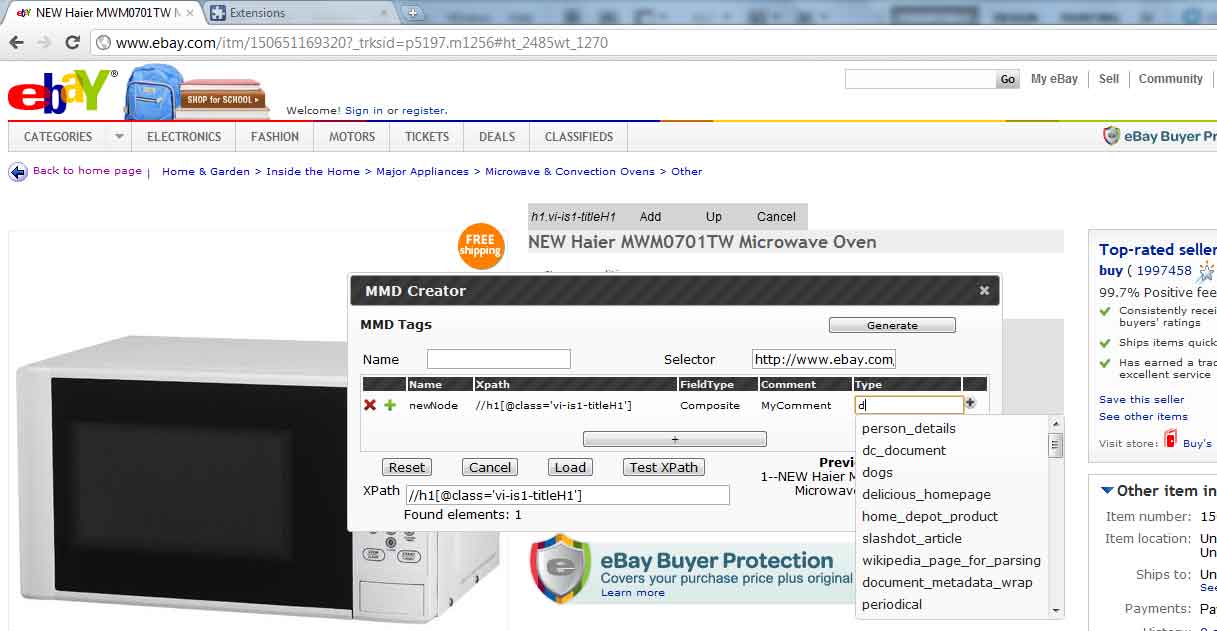 NEW Haier MWM0701TW M
Extensions
www.ebay.com/itm/150651169320?_trksid=p5197.m1256#ht_2485wt_1270
ebay®
SHOP for SCHOOL
Welcome! Sign in or register.
Go
My eBay
Sell
Community
CATEGORIES
ELECTRONICS
FASHION
MOTORS
TICKETS
DEALS
CLASSIFIEDS
eBay Buyer Pr
Back to home page | Home & Garden > Inside the Home > Major Appliances > Microwave & Convection Ovens > Other
h1.vi-is1-titleH1 Add Up Cancel
FREE
shipping
NEW Haier MWM0701TW Microwave Oven
MMD Creator
MMD Tags
Generate
Name
Selector
http://www.ebay.com
Name Xpath FieldType Comment Type
newNode //h1[@class='vi-is1-titleH1'] Composite MyComment d
+
Reset Cancel Load Test XPath
XPath //h1[@class='vi-is1-titleH1']
Found elements: 1
Previ
1--NEW Haier M
Microwave
person_details
dc_document
dogs
delicious_homepage
home_depot_product
slashdot_article
wikipedia_page_for_parsing
document_metadata_wrap
periodical
eBay Buyer Protection
Covers your purchase price plus original
Learn more
Top-rated seller
buy ( 1997458
99.7% Positive fee
Consistently recei
buyers' ratings
Ships items quick
Has earned a trac
excellent service
Save this seller
See other items
Visit store: Buy's
Other item in
Item number: 15
Item location: Un
Un
Ships to: Un
See
Payments: Pa